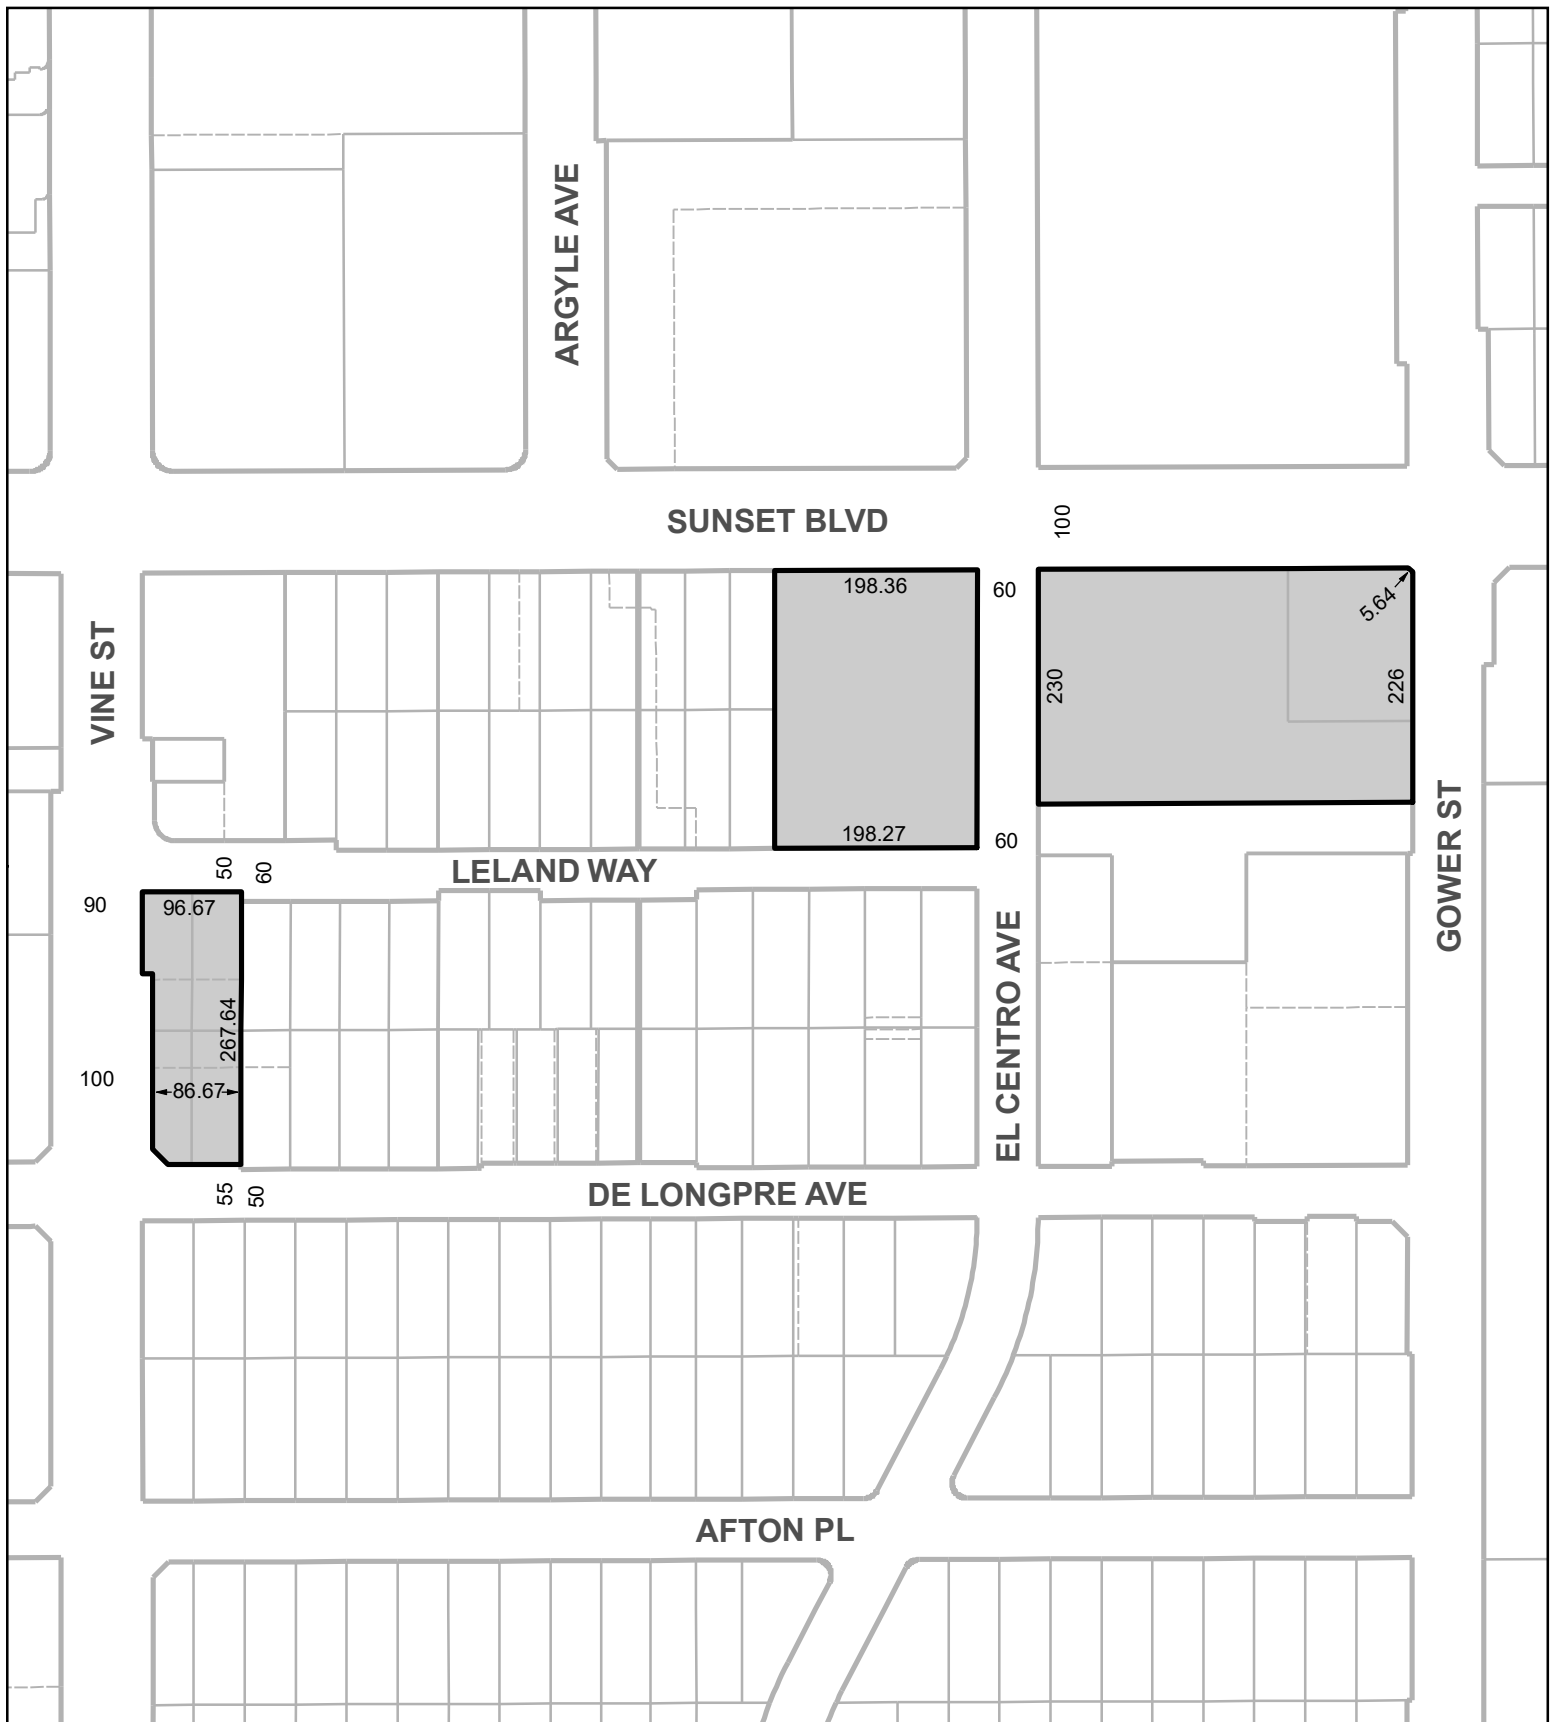 ARGYLE AVE
SUNSET BLVD
100
198.36
60
5.64
VINE ST
230
226
198.27
60
GOWER ST
50
60
LELAND WAY
90
96.67
EL CENTRO AVE
267.64
100
86.67
55
50
DE LONGPRE AVE
AFTON PL